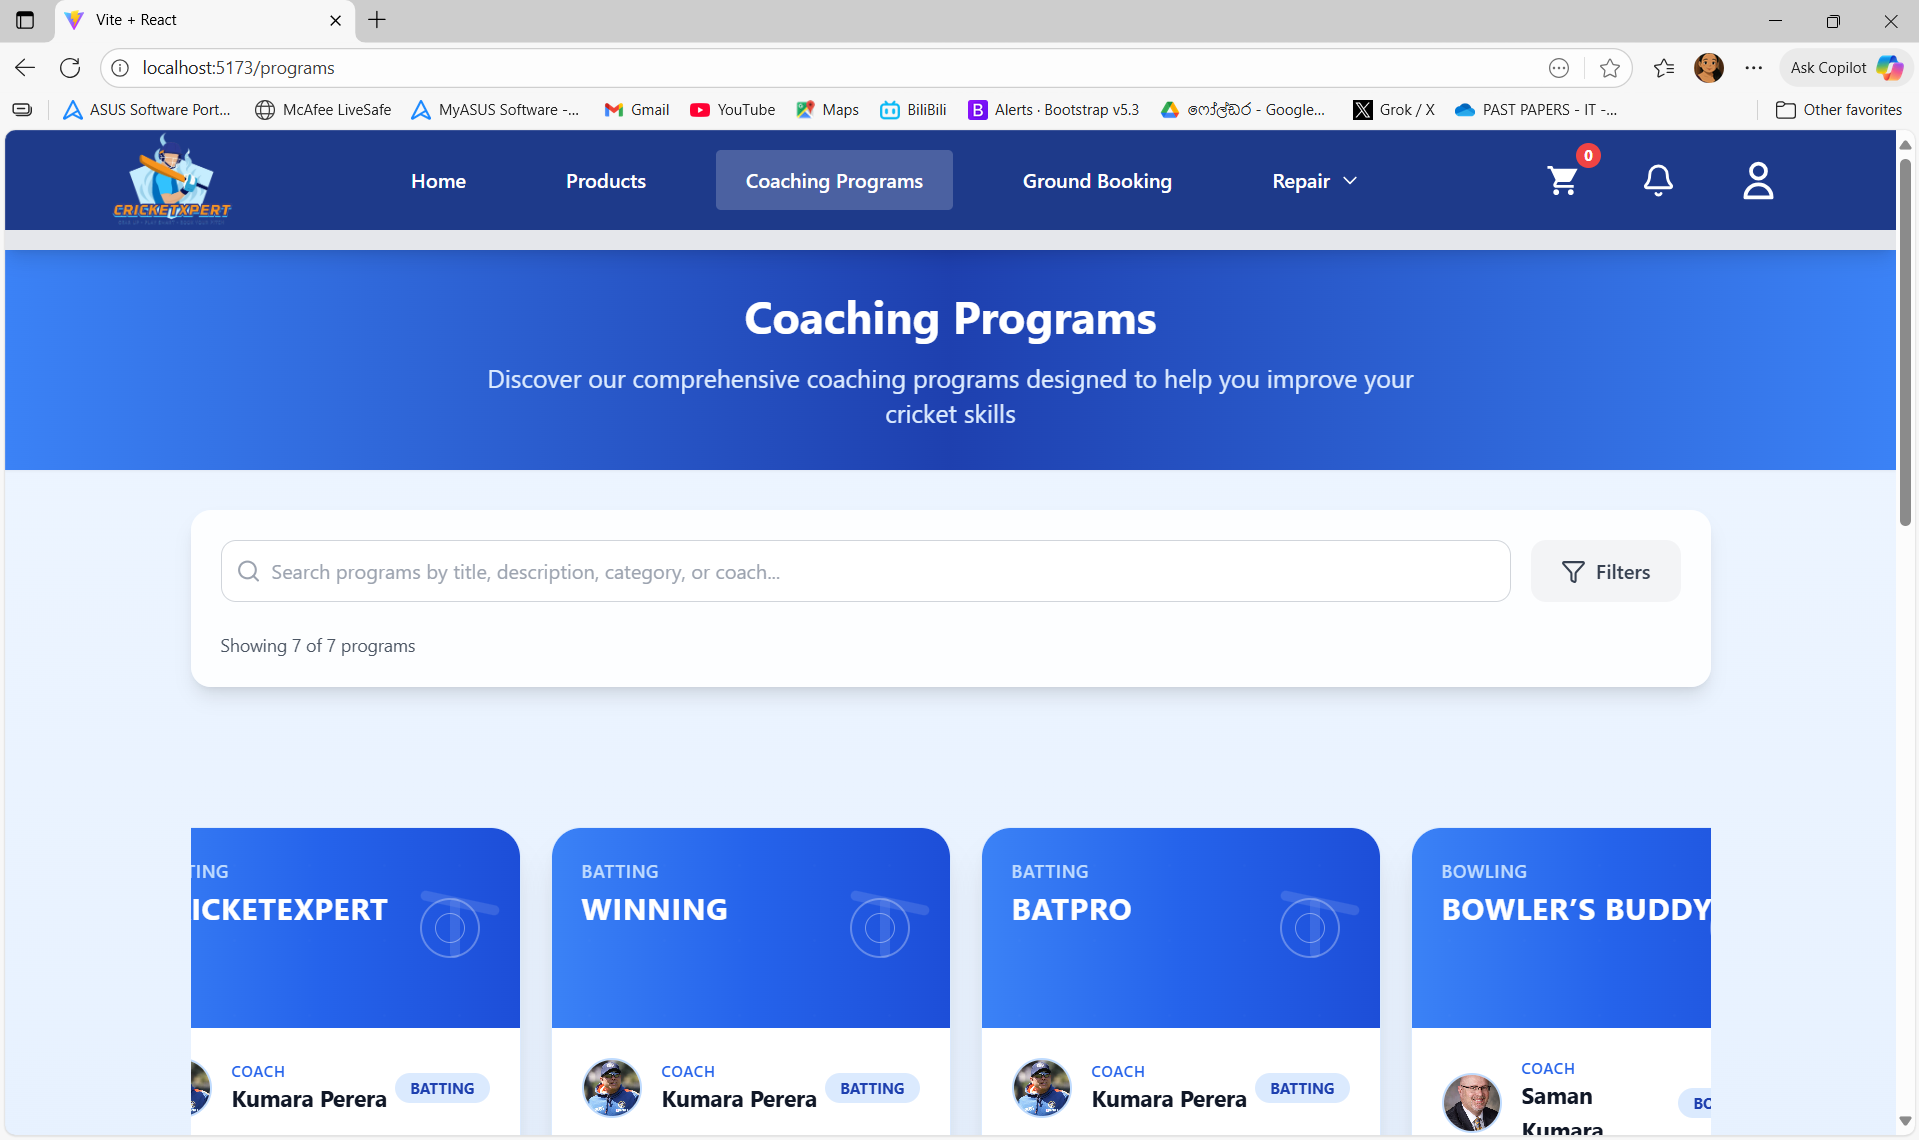 Vite + React
localhost:5173/programs
Ask Copilot
ASUS Software Port...
McAfee LiveSafe
MyASUS Software -...
Gmail
YouTube
Maps
BiliBili
B Alerts · Bootstrap v5.3
ෆෝල්ඩර - Google...
Grok / X
PAST PAPERS - IT -...
Other favorites
CRICKETXPERT
Home
Products
Coaching Programs
Ground Booking
Repair
0
Coaching Programs
Discover our comprehensive coaching programs designed to help you improve your
cricket skills
Search programs by title, description, category, or coach...
Filters
Showing 7 of 7 programs
TING
ICKETEXPERT
COACH
Kumara Perera
BATTING
BATTING
WINNING
COACH
Kumara Perera
BATTING
BATTING
BATPRO
COACH
Kumara Perera
BATTING
BOWLING
BOWLER’S BUDDY
COACH
Saman
Kumara
BO